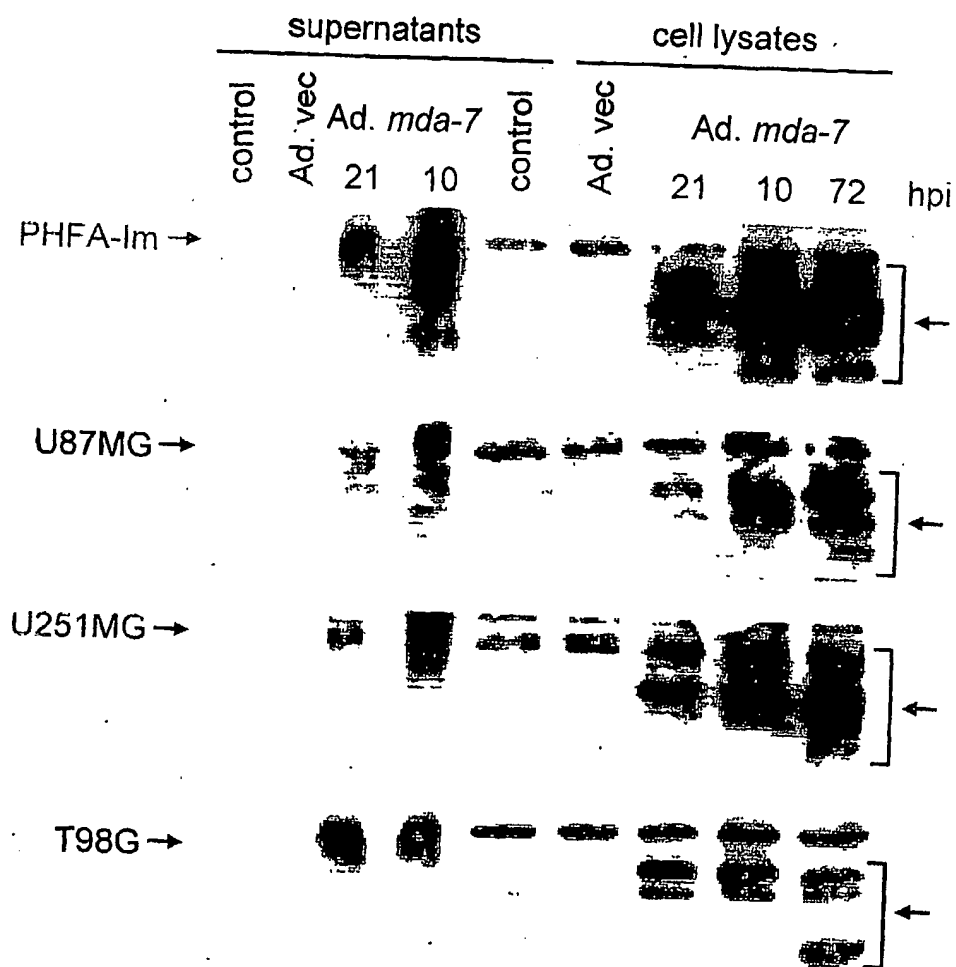 supernatants cell lysates
control Ad. vec Ad. mda-7 control Ad. vec Ad. mda-7
21 10 21 10 72 hpi
PHFA-Im
U87MG
U251MG
T98G